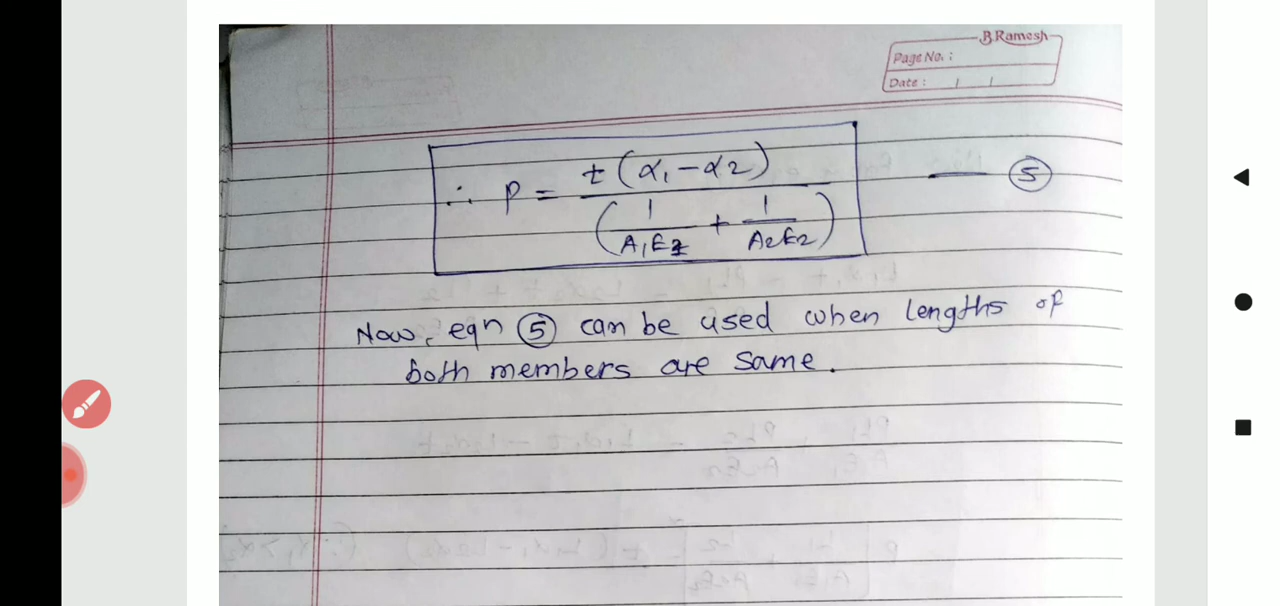 B Ramesh
Page No. :
Date : / /
∴ P = t(α1-α2) / (1/A1E1 + 1/A2E2) — ⑤
Now, eqn ⑤ can be used when lengths of
both members are same.